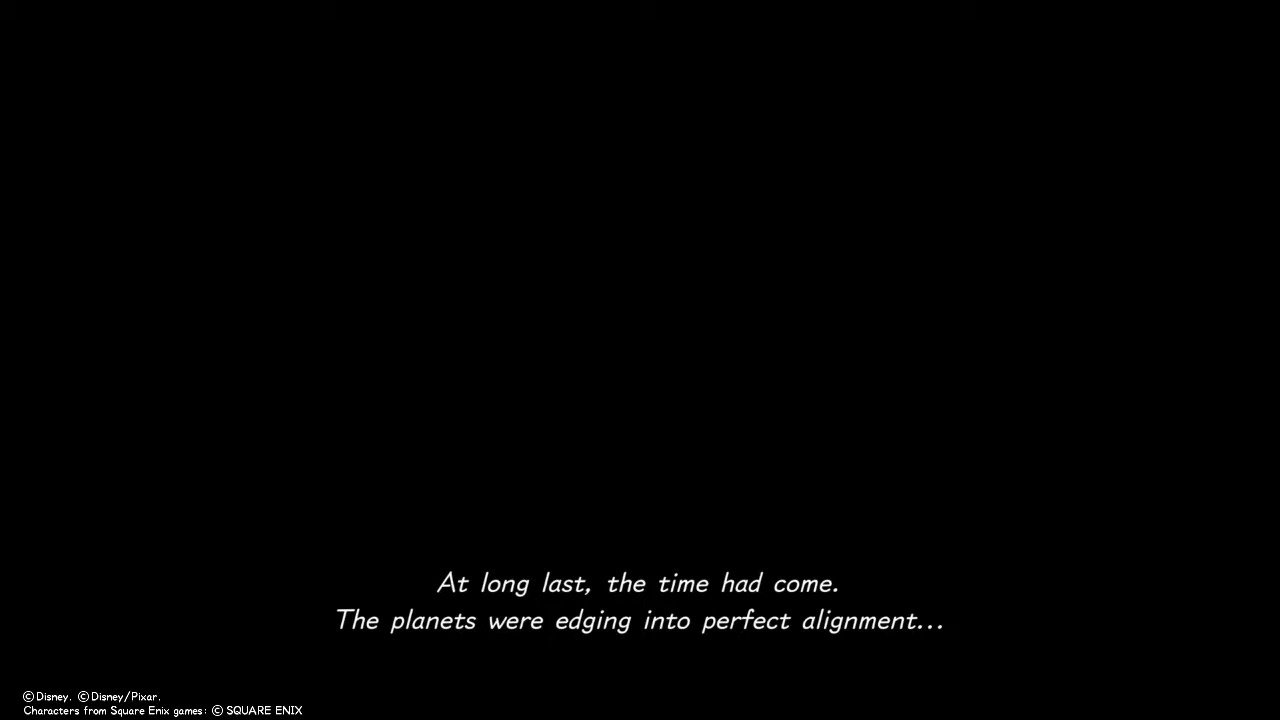 At long last, the time had come.
The planets were edging into perfect alignment...
©Disney. ©Disney/Pixar.
Characters from Square Enix games: © SQUARE ENIX